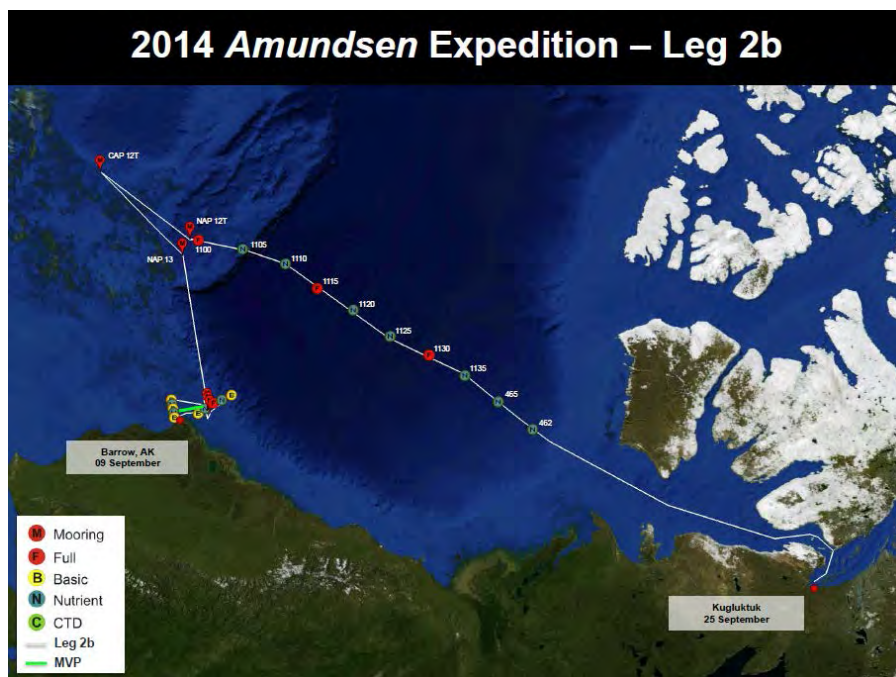 2014 Amundsen Expedition – Leg 2b
M
CAP 12T
M
NAP 12T
M
NAP 13
F
1100
N 1105
N 1110
F 1115
N 1120
N 1125
F 1130
N 1135
N 465
N 462
B
B
B
B
N
Barrow, AK
09 September
M Mooring
F Full
B Basic
N Nutrient
C CTD
Leg 2b
MVP
Kugluktuk
25 September